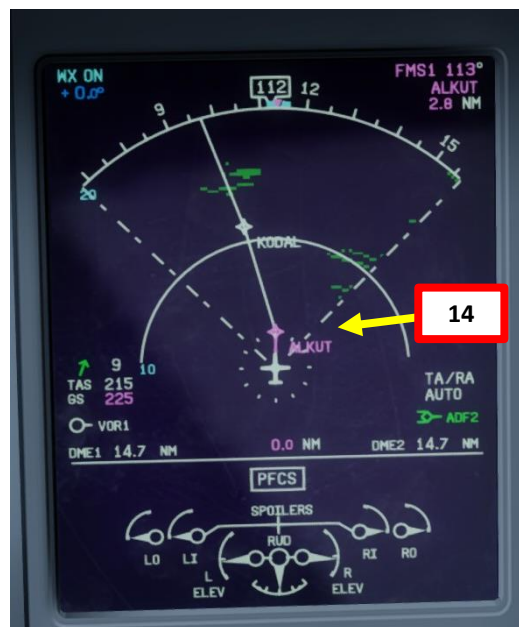 WX ON
+ 0.0°
FMS1 113°
ALKUT
2.8 NM
112
9
12
15
20
KODAL
14
ALKUT
10
9
TAS 215
GS 225
TA/RA
AUTO
VOR1
ADF2
DME1 14.7 NM
0.0 NM
DME2 14.7 NM
PFCS
SPOILERS
RUD
LO
LI
RI
RO
L
ELEV
R
ELEV